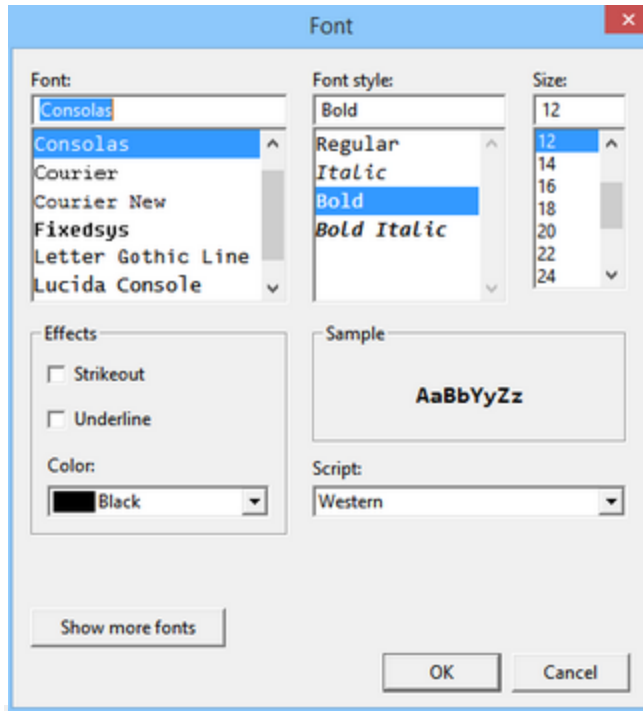 Font
Font:
Font style:
Size:
Consolas
Bold
12
Consolas
Courier
Courier New
Fixedsys
Letter Gothic Line
Lucida Console
Regular
Italic
Bold
Bold Italic
12
14
16
18
20
22
24
Effects
Strikeout
Underline
Color:
Black
Sample
AaBbYyZz
Script:
Western
Show more fonts
OK
Cancel